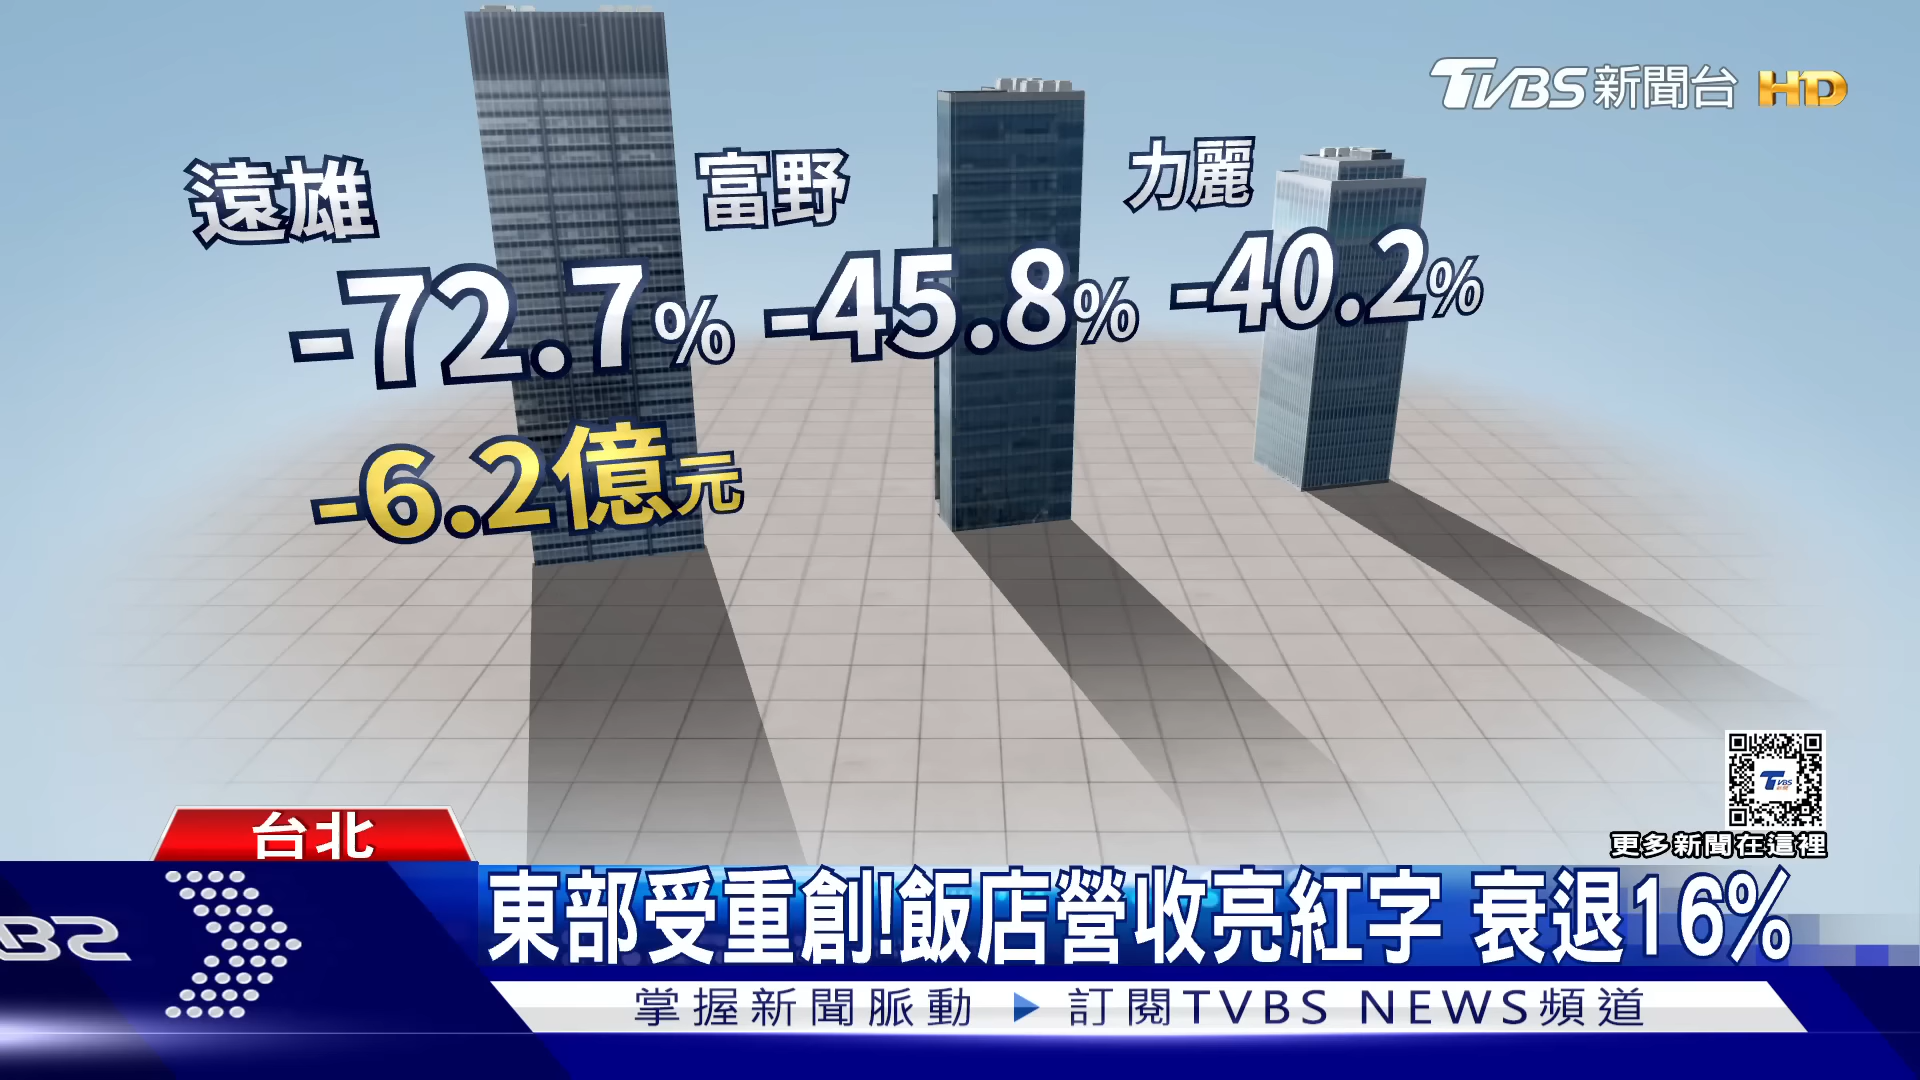 TVBS新聞台 HD
遠雄
-72.7%
-6.2億元
富野
-45.8%
力麗
-40.2%
更多新聞在這裡
台北
東部受重創!飯店營收亮紅字 衰退16%
掌握新聞脈動 ▶ 訂閱TVBS NEWS頻道